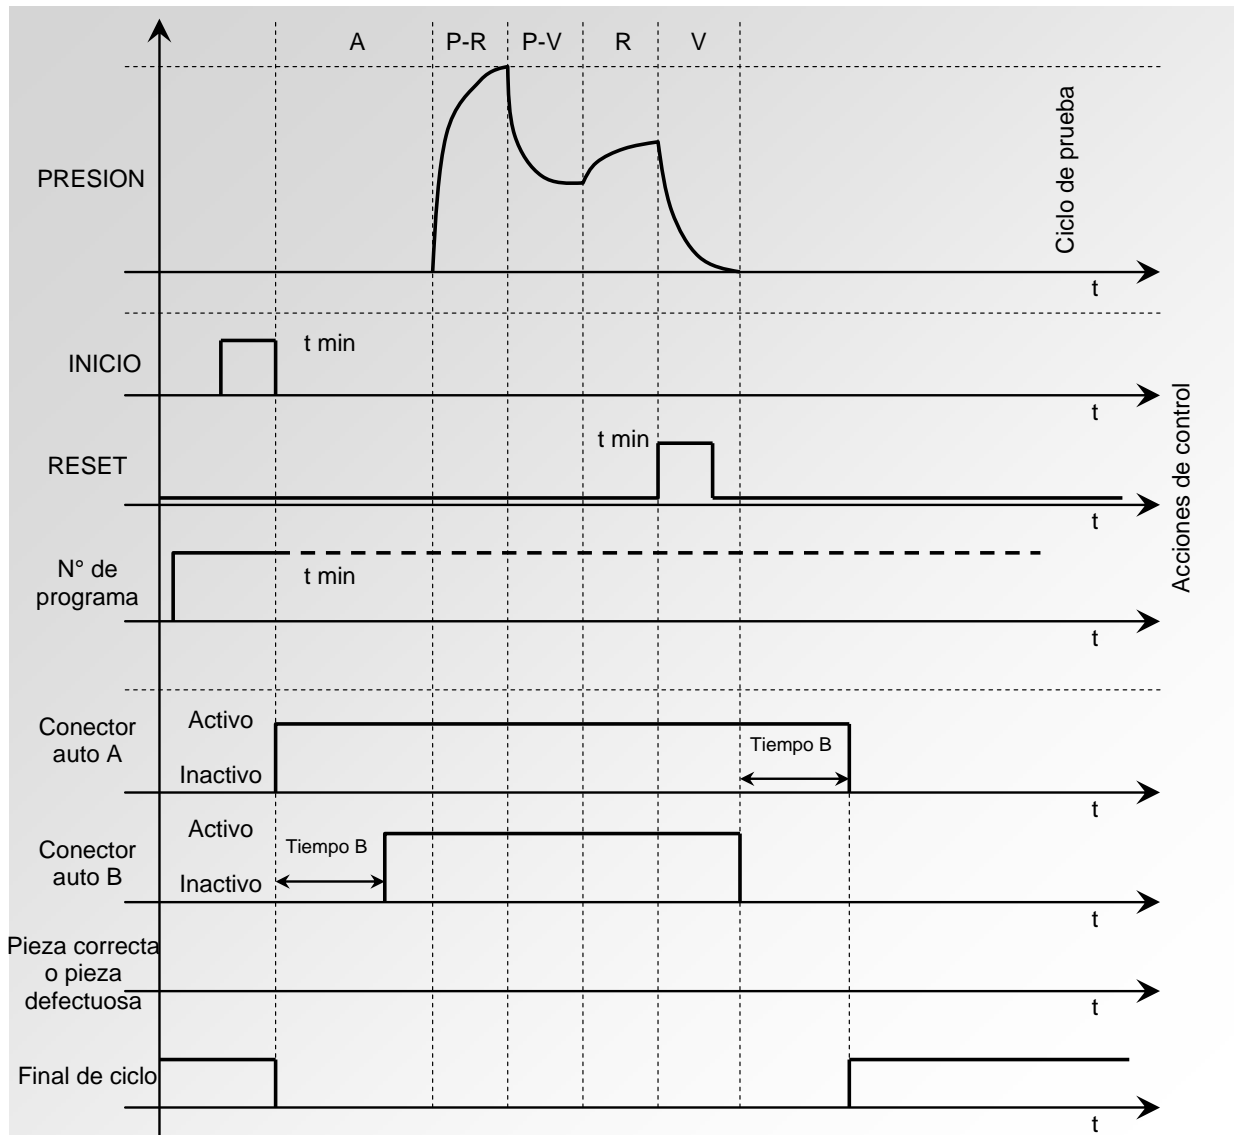 A P-R P-V R V
PRESION
Ciclo de prueba
t
INICIO
t min
t
Acciones de control
RESET
t min
t
N° de
programa
t min
t
Conector
auto A
Activo
Inactivo
Tiempo B
t
Conector
auto B
Activo
Inactivo
Tiempo B
t
Pieza correcta
o pieza
defectuosa
t
Final de ciclo
t